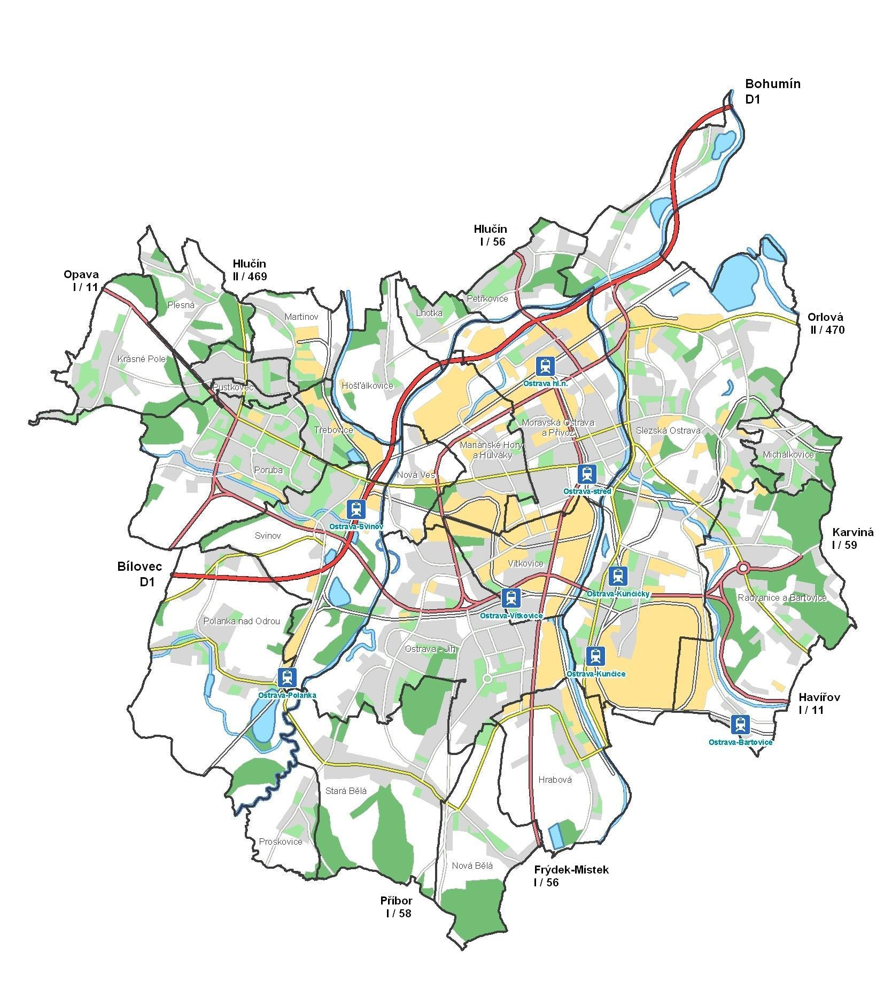 Bohumín
D1
Hlučín
I / 56
Hlučín
II / 469
Opava
I / 11
Petřkovice
Plesná
Lhotka
Martinov
Orlová
II / 470
Krásné Pole
Ostrava hl.n.
Hošťálkovice
Pustkovec
Moravská Ostrava
a Přívoz
Třebovice
Slezská Ostrava
Mariánské Hory
a Hulváky
Michálkovice
Poruba
Nová Ves
Ostrava-střed
Ostrava-Svinov
Svinov
Karviná
I / 59
Vítkovice
Bílovec
D1
Ostrava-Kunčičky
Radvanice a Bartovice
Ostrava-Vítkovice
Polanka nad Odrou
Ostrava - Jih
Ostrava-Kunčice
Ostrava-Polanka
Havířov
I / 11
Ostrava-Bartovice
Hrabová
Stará Bělá
Proskovice
Nová Bělá
Frýdek-Místek
I / 56
Příbor
I / 58